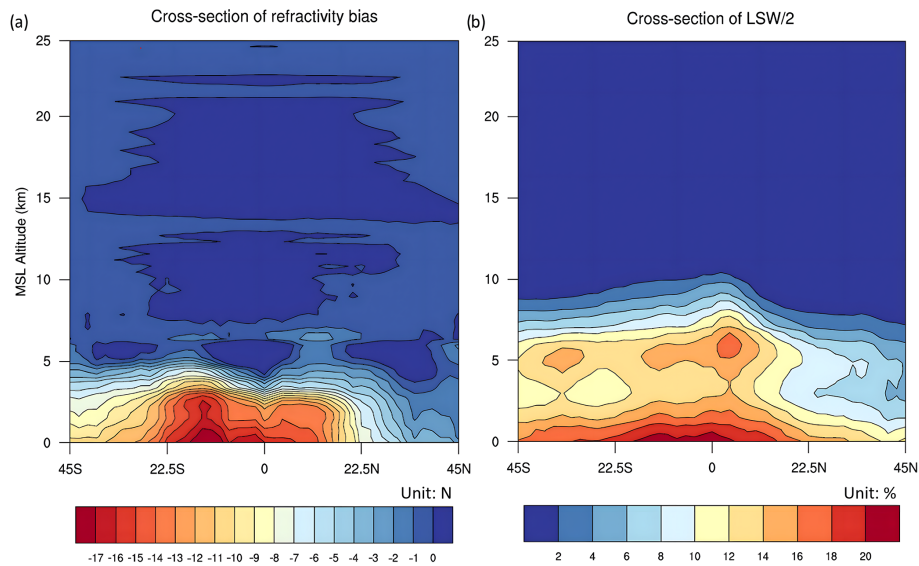 (a) Cross-section of refractivity bias
25
20
15
10
5
0
MSL Altitude (km)
45S 22.5S 0 22.5N 45N
Unit: N
-17 -16 -15 -14 -13 -12 -11 -10 -9 -8 -7 -6 -5 -4 -3 -2 -1 0
(b) Cross-section of LSW/2
25
20
15
10
5
0
45S 22.5S 0 22.5N 45N
Unit: %
2 4 6 8 10 12 14 16 18 20